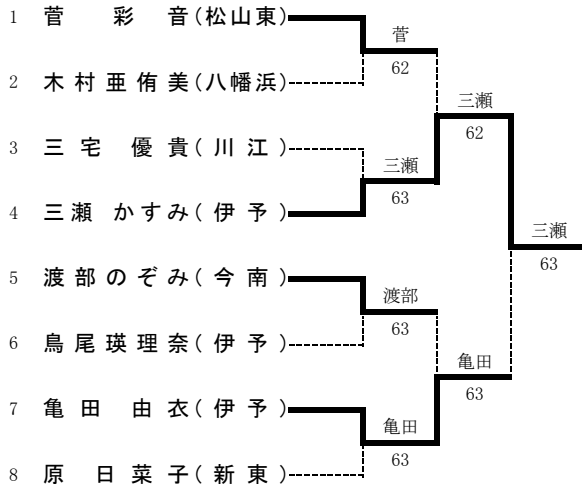 1 菅 彩 音(松山東)
菅
62
2 木村亜侑美(八幡浜)
三瀬
62
3 三宅 優貴(川江)
三瀬
63
4 三瀬 かすみ(伊予)
三瀬
63
5 渡部のぞみ(今南)
渡部
63
6 鳥尾瑛理奈(伊予)
亀田
63
7 亀田 由衣(伊予)
亀田
63
8 原 日菜子(新東)